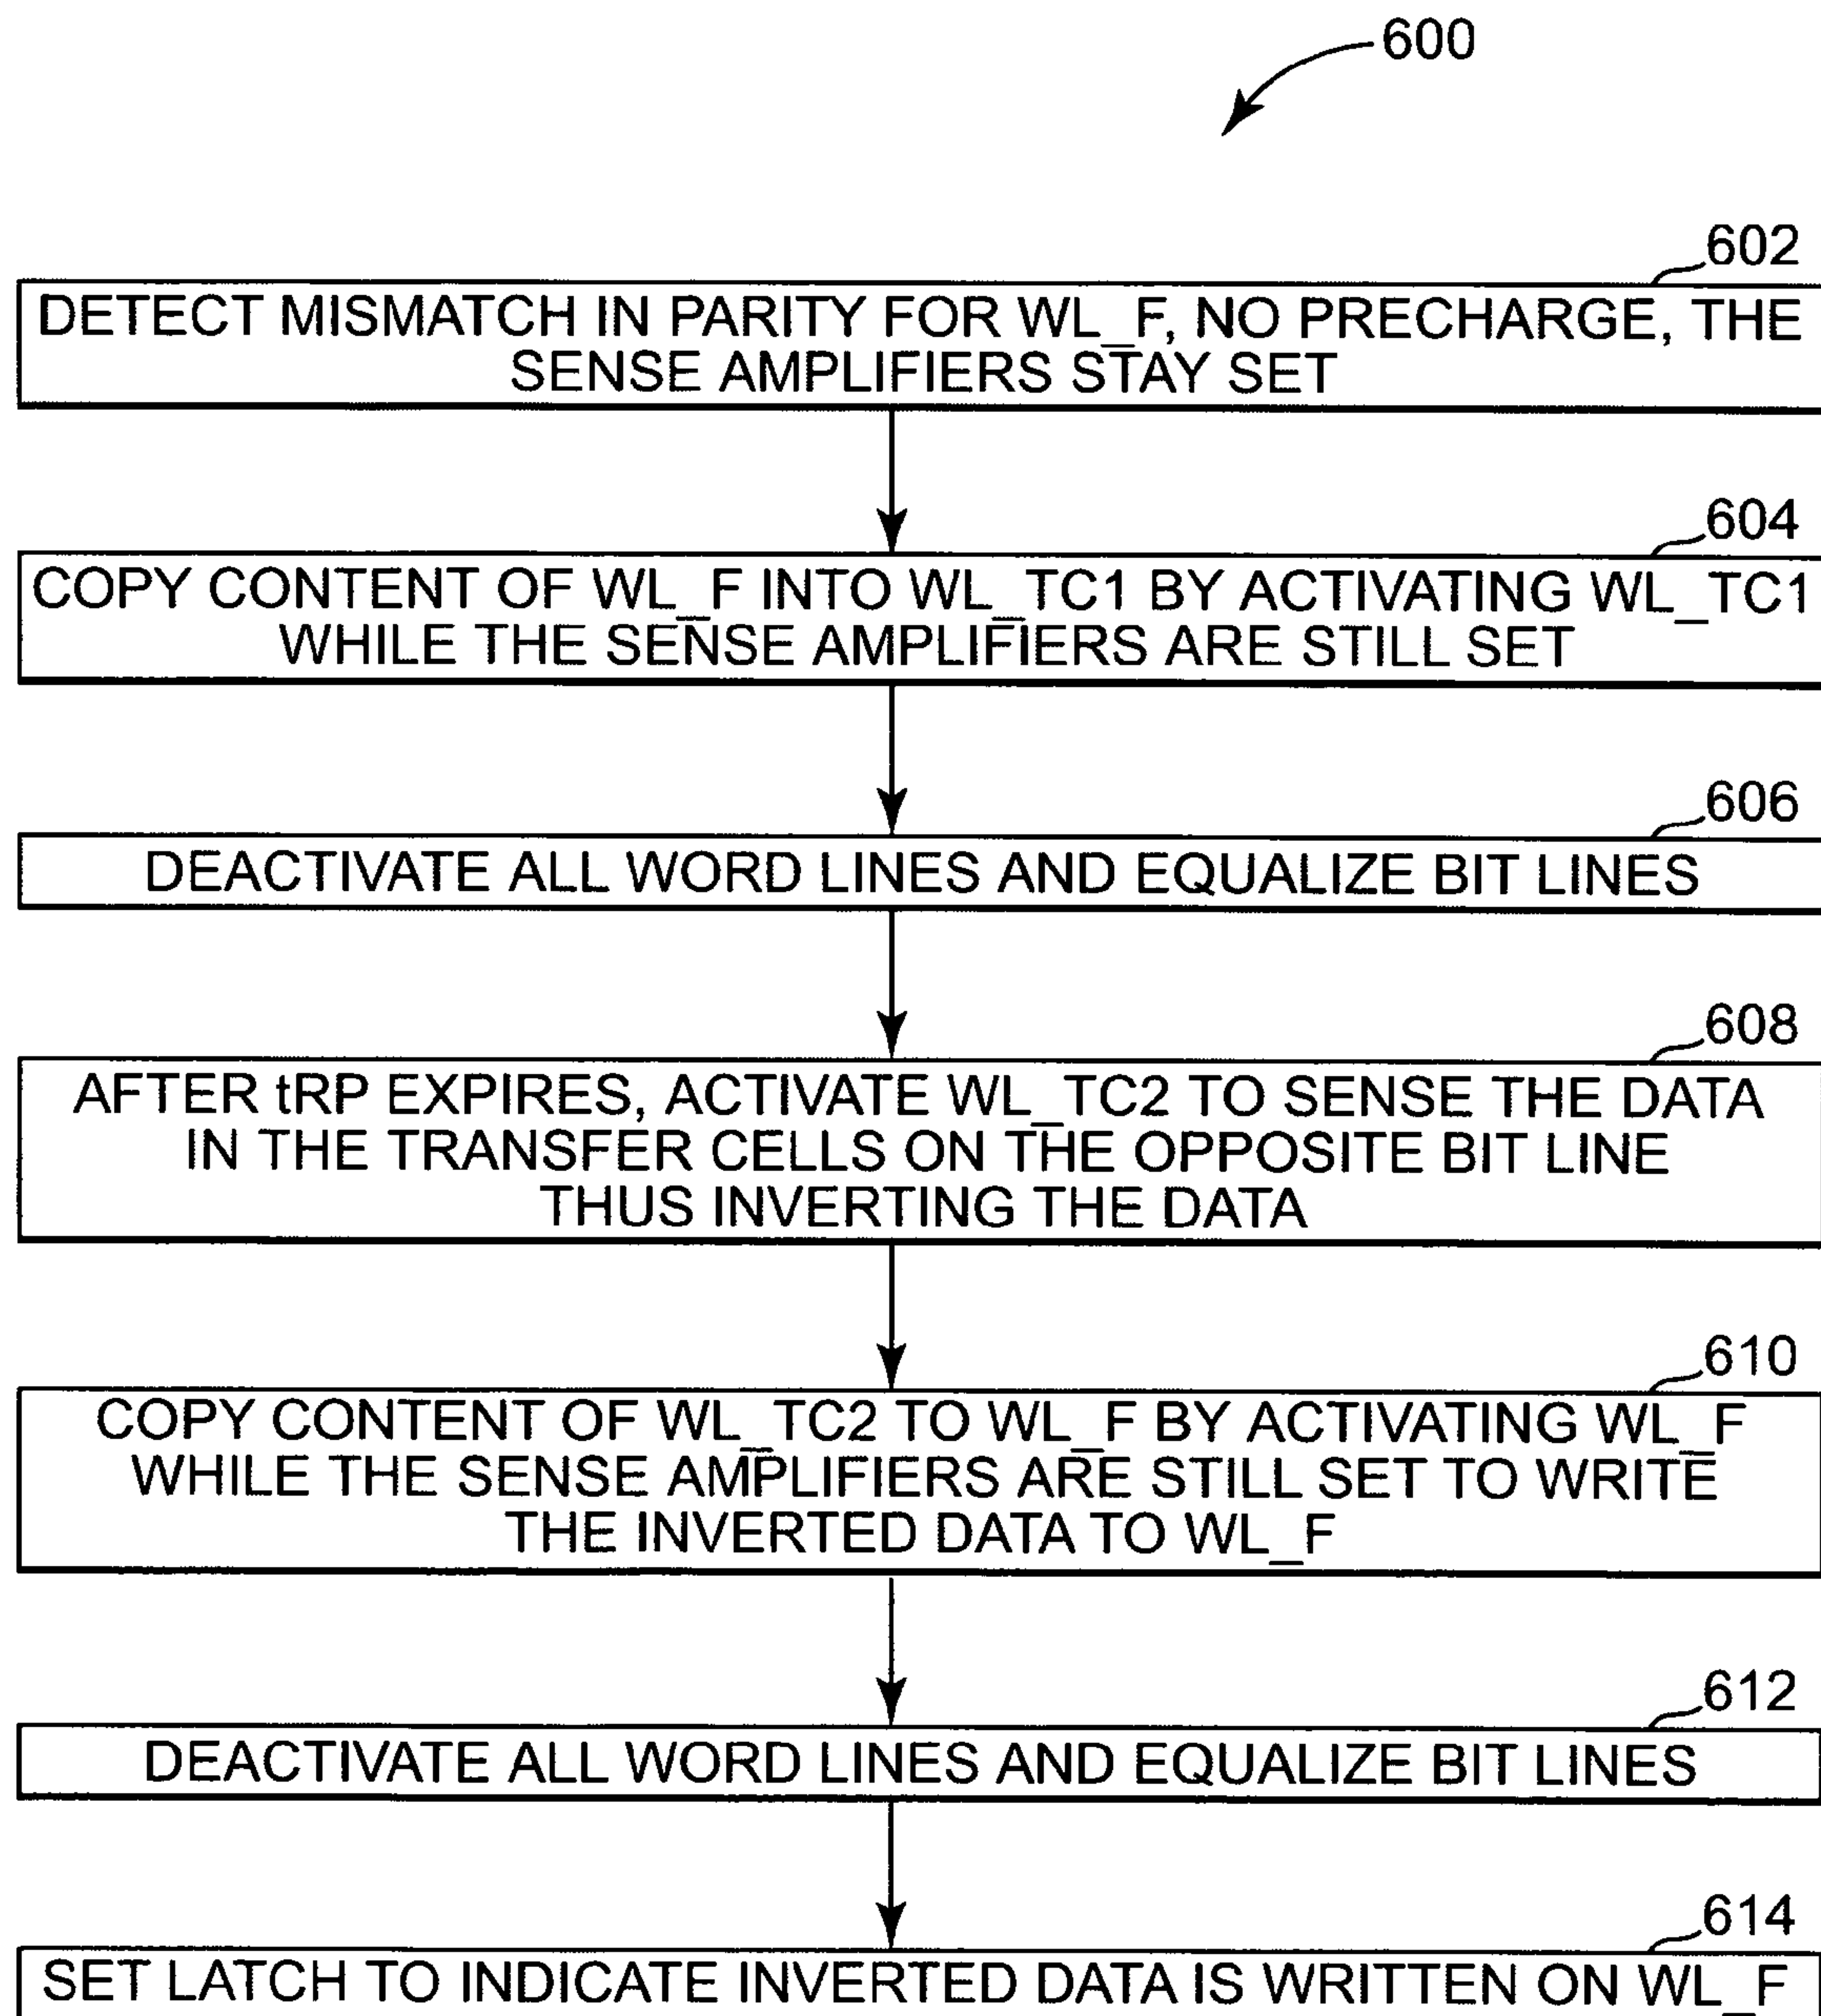 600
602
DETECT MISMATCH IN PARITY FOR WL_F, NO PRECHARGE, THE
SENSE AMPLIFIERS STAY SET
604
COPY CONTENT OF WL_F INTO WL_TC1 BY ACTIVATING WL_TC1
WHILE THE SENSE AMPLIFIERS ARE STILL SET
606
DEACTIVATE ALL WORD LINES AND EQUALIZE BIT LINES
608
AFTER tRP EXPIRES, ACTIVATE WL_TC2 TO SENSE THE DATA
IN THE TRANSFER CELLS ON THE OPPOSITE BIT LINE
THUS INVERTING THE DATA
610
COPY CONTENT OF WL_TC2 TO WL_F BY ACTIVATING WL_F
WHILE THE SENSE AMPLIFIERS ARE STILL SET TO WRITE
THE INVERTED DATA TO WL_F
612
DEACTIVATE ALL WORD LINES AND EQUALIZE BIT LINES
614
SET LATCH TO INDICATE INVERTED DATA IS WRITTEN ON WL_F